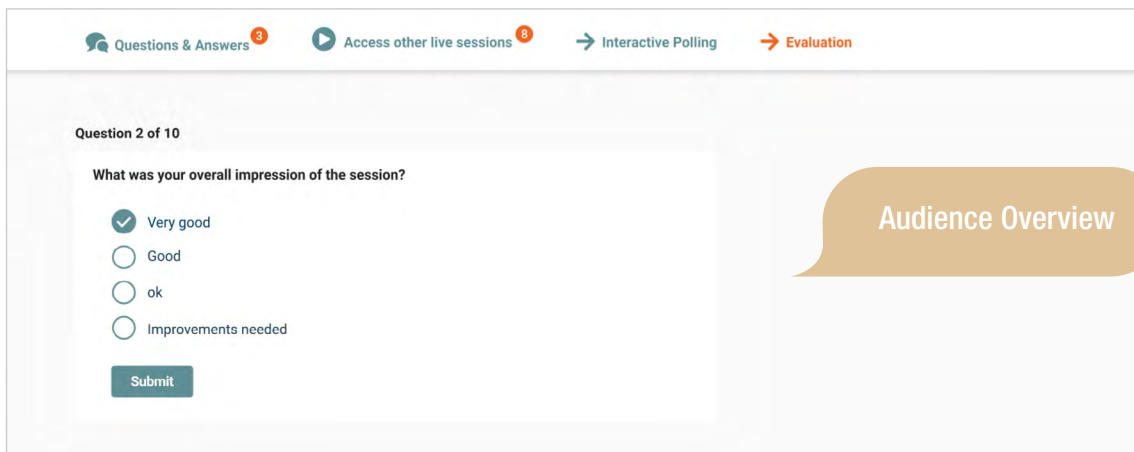 Questions & Answers 3 Access other live sessions 8 Interactive Polling Evaluation
Question 2 of 10
What was your overall impression of the session?
Very good
Audience Overview
Good
ok
Improvements needed
Submit